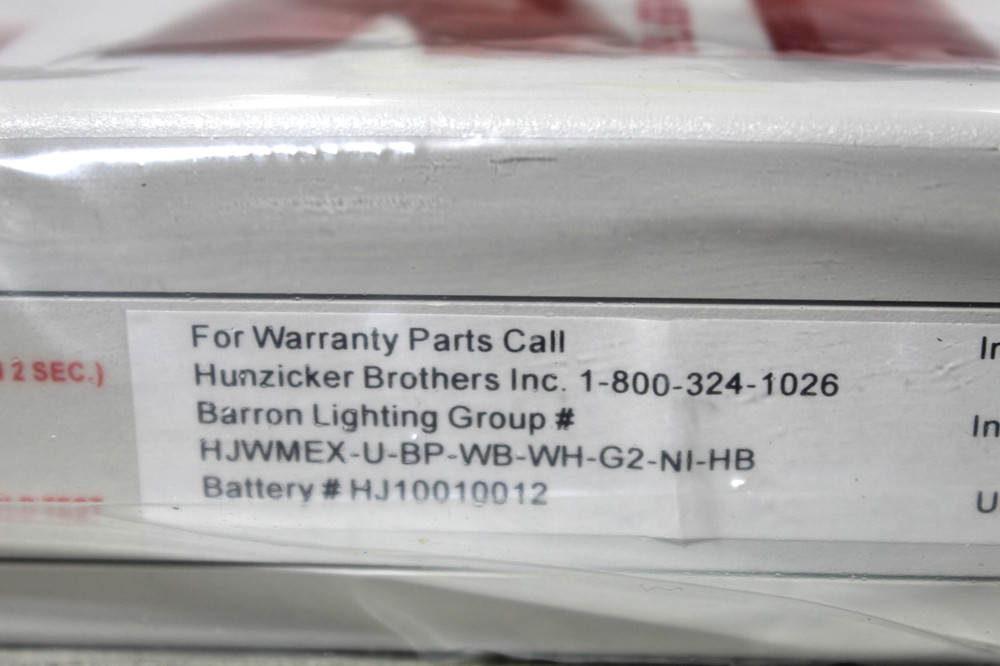 For Warranty Parts Call
Hunzicker Brothers Inc. 1-800-324-1026
Barron Lighting Group #
HJWMEX-U-BP-WB-WH-G2-NI-HB
Battery # HJ10010012
2 SEC.)